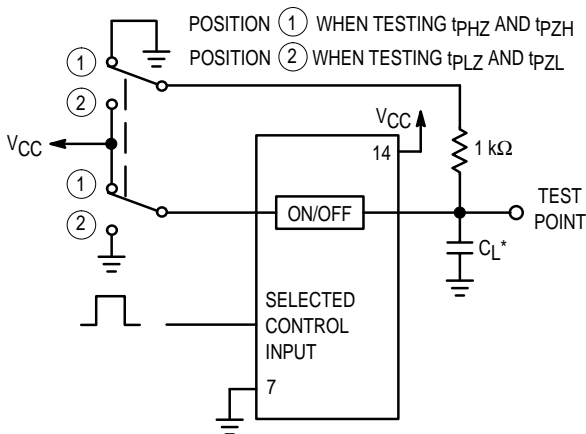 POSITION 1 WHEN TESTING tPHZ AND tPZH
POSITION 2 WHEN TESTING tPLZ AND tPZL
1
2
VCC
1
2
VCC
14
1 kΩ
ON/OFF
TEST
POINT
CL*
SELECTED
CONTROL
INPUT
7